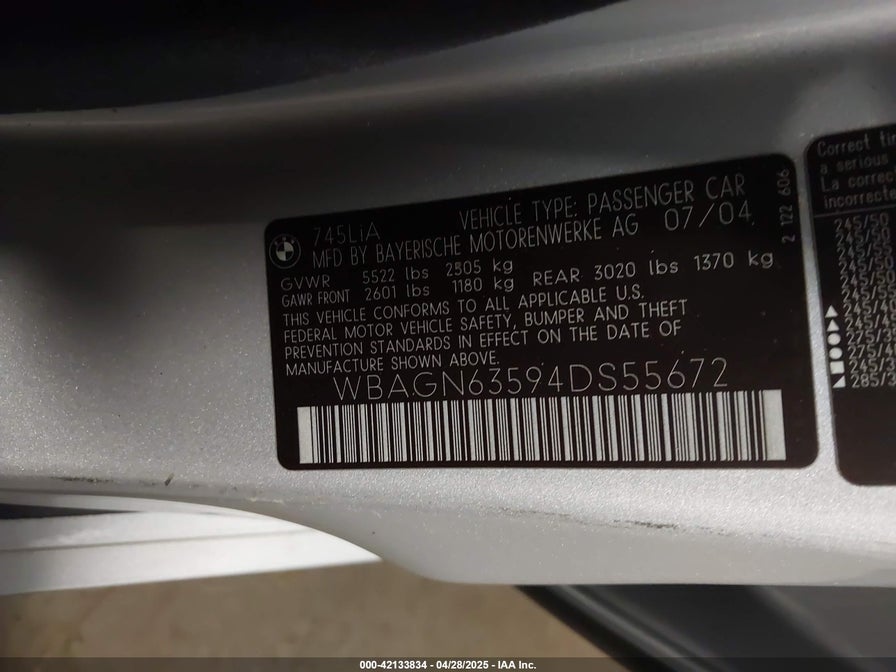 745LiA VEHICLE TYPE: PASSENGER CAR
MFD BY BAYERISCHE MOTORENWERKE AG 07/04
GVWR 5522 lbs 2505 kg
GAWR FRONT 2601 lbs 1180 kg REAR 3020 lbs 1370 kg
THIS VEHICLE CONFORMS TO ALL APPLICABLE U.S.
FEDERAL MOTOR VEHICLE SAFETY, BUMPER AND THEFT
PREVENTION STANDARDS IN EFFECT ON THE DATE OF
MANUFACTURE SHOWN ABOVE.
WBAGN63594DS55672
2 122 606
Correct
a serious
La
245/50
000-42133834 04/28/2025 - IAA Inc.